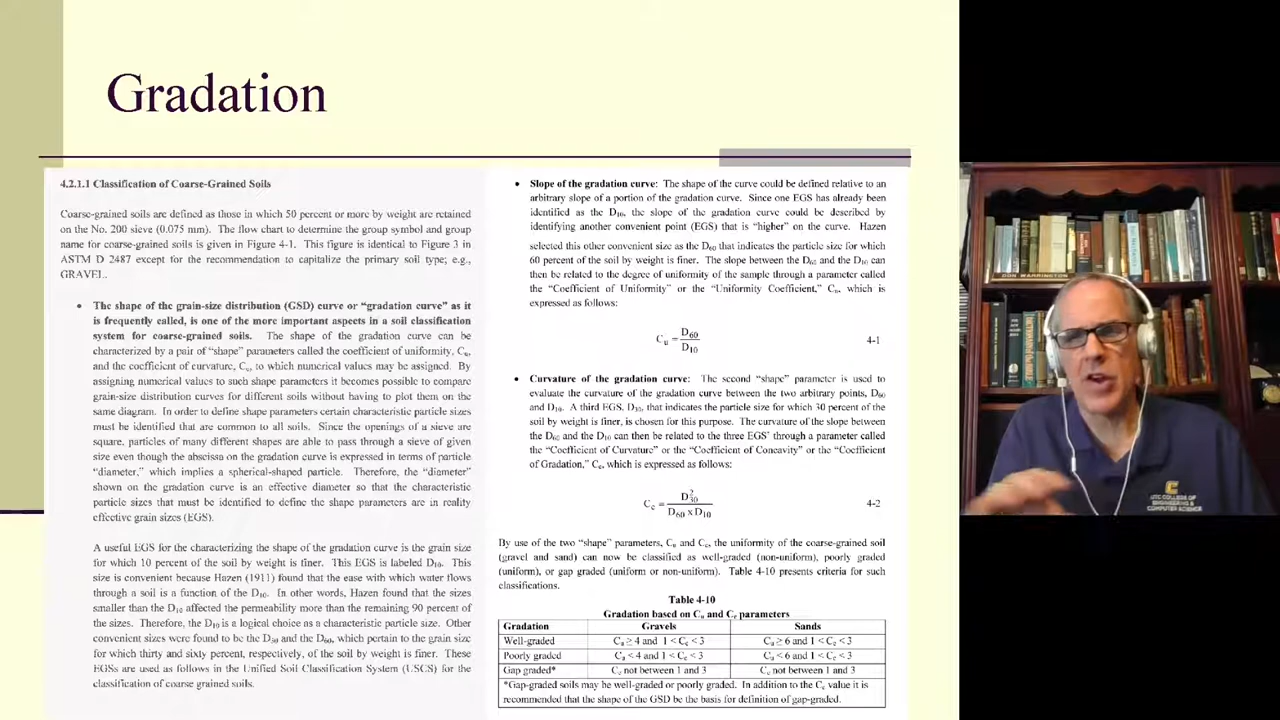 Gradation
4.2.1.1 Classification of Coarse-Grained Soils
Coarse-grained soils are defined as those in which 50 percent or more by weight are retained
on the No. 200 sieve (0.075 mm). The flow chart to determine the group symbol and group
name for coarse-grained soils is given in Figure 4-1. This figure is identical to Figure 3 in
ASTM D 2487 except for the recommendation to capitalize the primary soil type; e.g.,
GRAVEL.
• The shape of the grain-size distribution (GSD) curve or “gradation curve” as it
is frequently called, is one of the more important aspects in a soil classification
system for coarse-grained soils. The shape of the gradation curve can be
characterized by a pair of “shape” parameters called the coefficient of uniformity, Cu,
and the coefficient of curvature, Cc, to which numerical values may be assigned. By
assigning numerical values to such shape parameters it becomes possible to compare
grain-size distribution curves for different soils without having to plot them on the
same diagram. In order to define shape parameters certain characteristic particle sizes
must be identified that are common to all soils. Since the openings of a sieve are
square, particles of many different shapes are able to pass through a sieve of given
size even though the abscissa on the gradation curve is expressed in terms of particle
“diameter,” which implies a spherical-shaped particle. Therefore, the “diameter”
shown on the gradation curve is an effective diameter so that the characteristic
particle sizes that must be identified to define the shape parameters are in reality
effective grain sizes (EGS).
A useful EGS for the characterizing the shape of the gradation curve is the grain size
for which 10 percent of the soil by weight is finer. This EGS is labeled D10. This
size is convenient because Hazen (1911) found that the ease with which water flows
through a soil is a function of the D10. In other words, Hazen found that the sizes
smaller than the D10 affected the permeability more than the remaining 90 percent of
the sizes. Therefore, the D10 is a logical choice as a characteristic particle size. Other
convenient sizes were found to be the D30 and the D60, which pertain to the grain size
for which thirty and sixty percent, respectively, of the soil by weight is finer. These
EGSs are used as follows in the Unified Soil Classification System (USCS) for the
classification of coarse grained soils.
• Slope of the gradation curve: The shape of the curve could be defined relative to an
arbitrary slope of a portion of the gradation curve. Since one EGS has already been
identified as the D10, the slope of the gradation curve could be described by
identifying another convenient point (EGS) that is “higher” on the curve. Hazen
selected this other convenient size as the D60 that indicates the particle size for which
60 percent of the soil by weight is finer. The slope between the D60 and the D10 can
then be related to the degree of uniformity of the sample through a parameter called
the “Coefficient of Uniformity” or the “Uniformity Coefficient,” Cu, which is
expressed as follows:
Cu = D60 / D10 4-1
• Curvature of the gradation curve: The second “shape” parameter is used to
evaluate the curvature of the gradation curve between the two arbitrary points, D60
and D10. A third EGS, D30, that indicates the particle size for which 30 percent of the
soil by weight is finer, is chosen for this purpose. The curvature of the slope between
the D60 and the D10 can then be related to the three EGS’ through a parameter called
the “Coefficient of Curvature” or the “Coefficient of Concavity” or the “Coefficient
of Gradation,” Cc, which is expressed as follows:
Cc = D30² / D60 x D10 4-2
By use of the two “shape” parameters, Cu and Cc, the uniformity of the coarse-grained soil
(gravel and sand) can now be classified as well-graded (non-uniform), poorly graded
(uniform), or gap graded (uniform or non-uniform). Table 4-10 presents criteria for such
classifications.
Table 4-10
Gradation based on Cu and Cc parameters
Gradation Gravels Sands
Well-graded Cu ≥ 4 and 1 < Cc < 3 Cu ≥ 6 and 1 < Cc < 3
Poorly graded Cu < 4 and 1 < Cc < 3 Cu < 6 and 1 < Cc < 3
Gap graded* Cc not between 1 and 3 Cc not between 1 and 3
*Gap-graded soils may be well-graded or poorly graded. In addition to the Cc value it is
recommended that the shape of the GSD be the basis for definition of gap-graded.
DON WARRINGTON
C
UTC COLLEGE OF
ENGINEERING &
COMPUTER SCIENCE